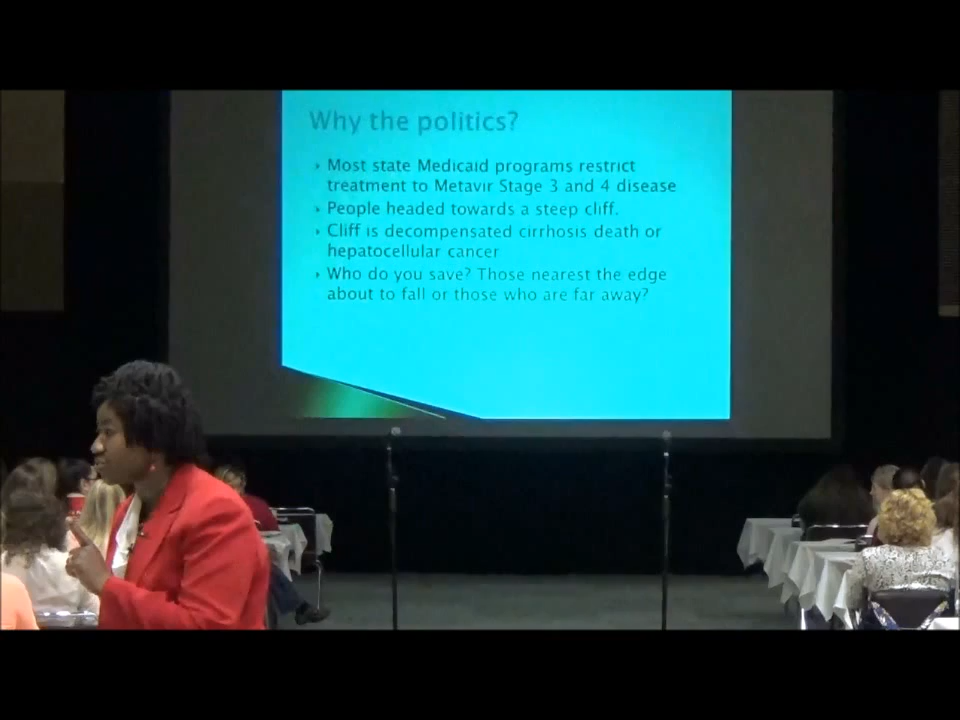 Why the politics?
Most state Medicaid programs restrict
treatment to Metavir Stage 3 and 4 disease
People headed towards a steep cliff.
Cliff is decompensated cirrhosis death or
hepatocellular cancer
Who do you save? Those nearest the edge
about to fall or those who are far away?